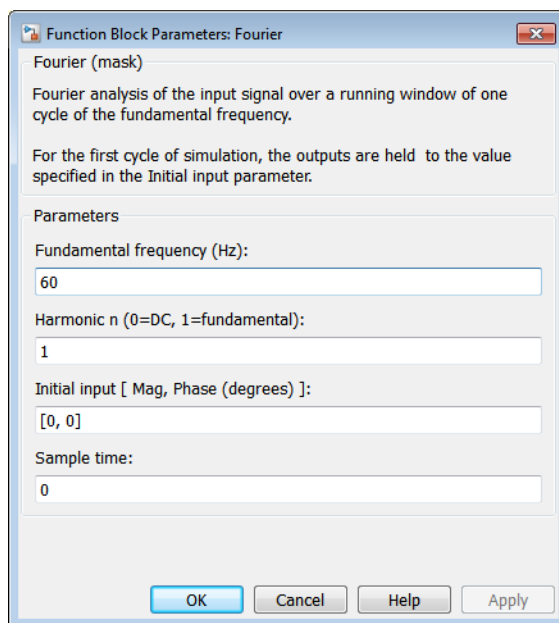 Function Block Parameters: Fourier
Fourier (mask)
Fourier analysis of the input signal over a running window of one
cycle of the fundamental frequency.
For the first cycle of simulation, the outputs are held  to the value
specified in the Initial input parameter.
Parameters
Fundamental frequency (Hz):
60
Harmonic n (0=DC, 1=fundamental):
1
Initial input [ Mag, Phase (degrees) ]:
[0, 0]
Sample time:
0
OK Cancel Help Apply